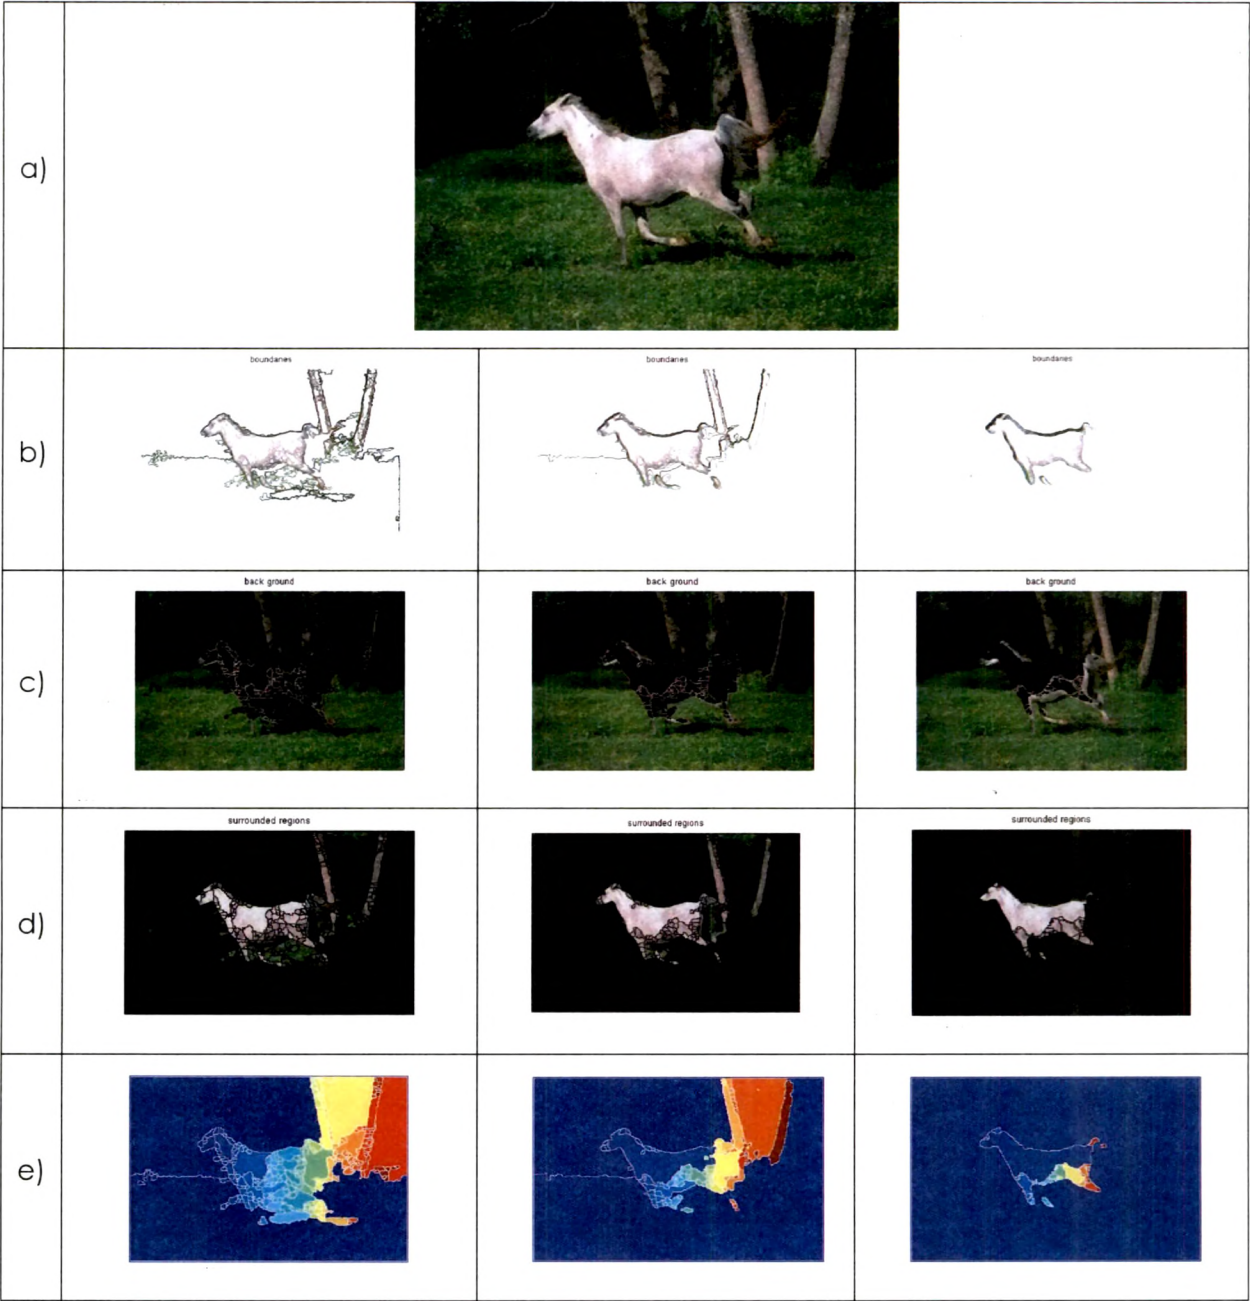 a)
b)
boundaries
boundaries
boundaries
c)
back ground
back ground
back ground
d)
surrounded regions
surrounded regions
surrounded regions
e)